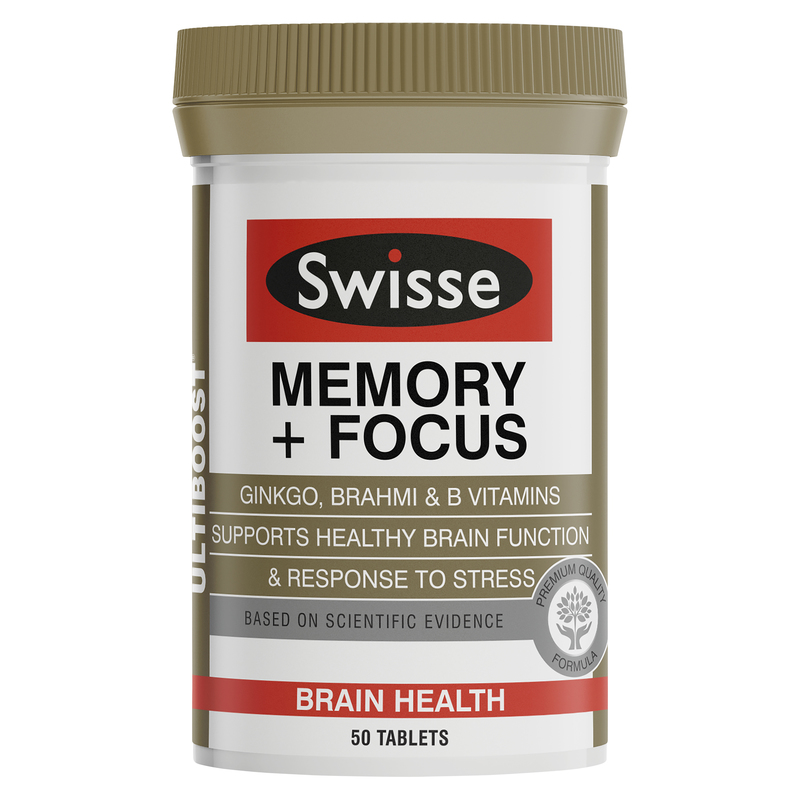 Swisse
MEMORY
+ FOCUS
GINKGO, BRAHMI & B VITAMINS
SUPPORTS HEALTHY BRAIN FUNCTION
& RESPONSE TO STRESS
BASED ON SCIENTIFIC EVIDENCE
PREMIUM QUALITY
FORMULA
BRAIN HEALTH
50 TABLETS
ULTIBOOST®